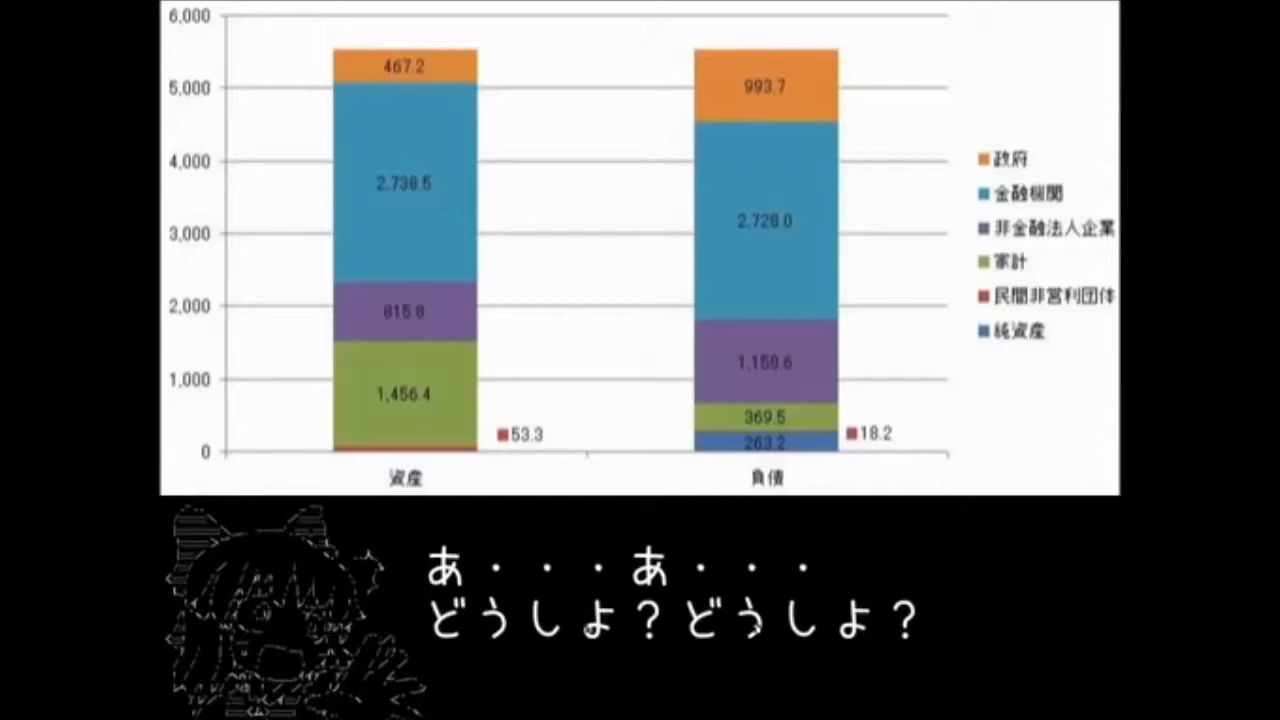 6,000
5,000
4,000
3,000
2,000
1,000
0
467.2
2,738.5
815.8
1,456.4
53.3
993.7
2,728.0
1,158.6
369.5
263.2
18.2
資産
負債
政府
金融機関
非金融法人企業
家計
民間非営利団体
純資産
あ・・・あ・・・
どうしよ？どうしよ？